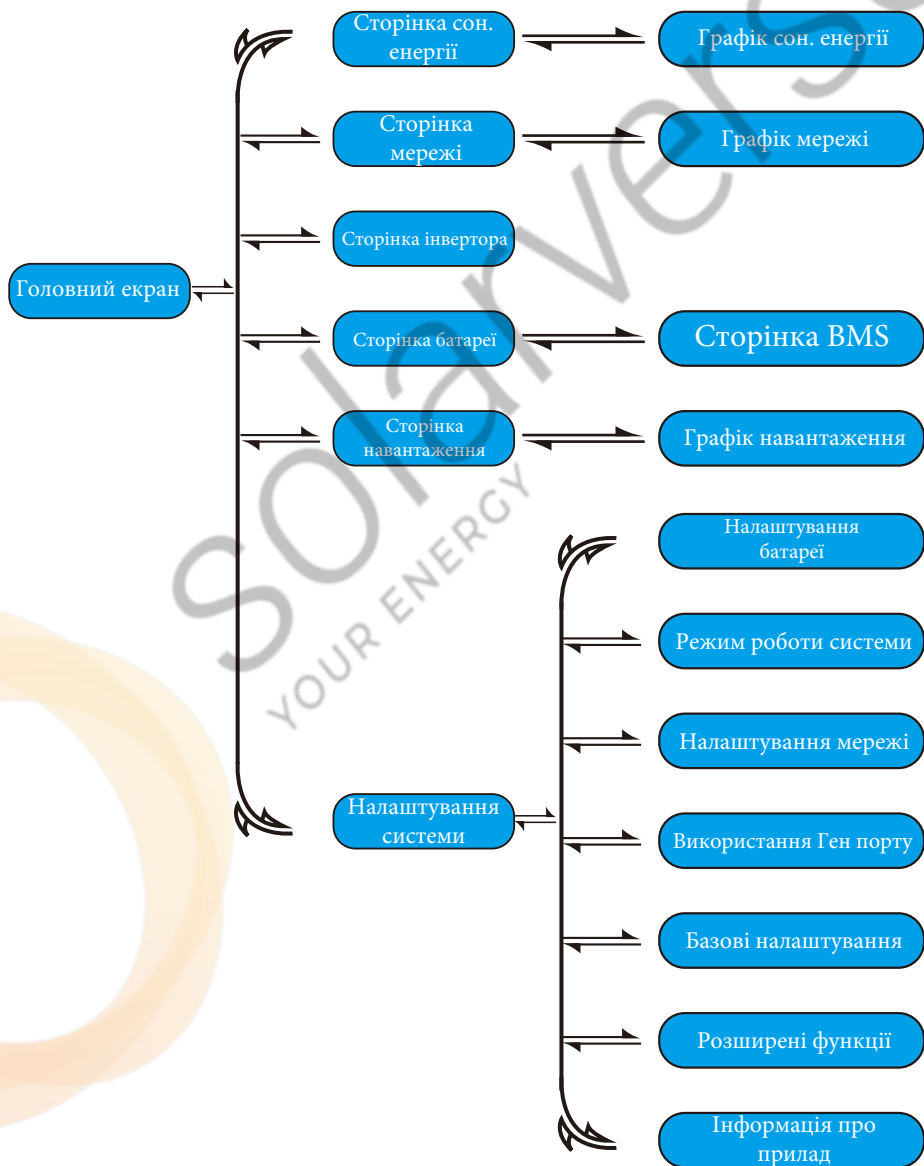 Сторінка сон.
енергії
Графік сон. енергії
Сторінка
мережі
Графік мережі
Сторінка інвертора
Головний екран
Сторінка батареї
Сторінка BMS
Сторінка
навантаження
Графік навантаження
Налаштування
батареї
Режим роботи системи
Налаштування мережі
Налаштування
системи
Використання Ген порту
Базові налаштування
Розширені функції
Інформація про
прилад
solarverse
YOUR ENERGY